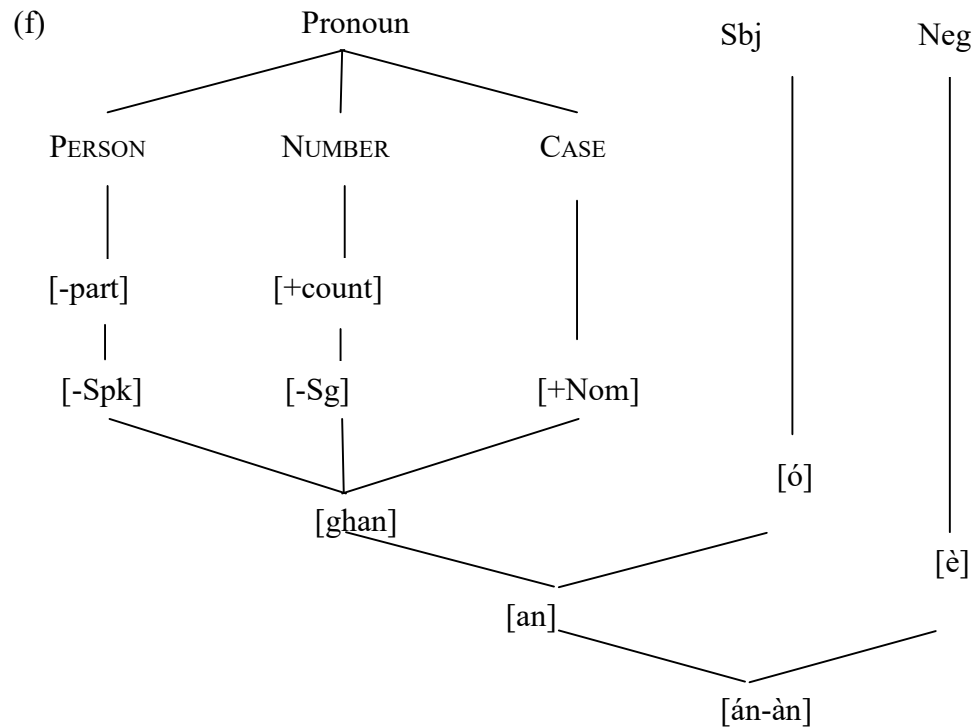 (f) Pronoun Sbj Neg
PERSON NUMBER CASE
[-part] [+count]
[-Spk] [-Sg] [+Nom]
[ó]
[ghan]
[è]
[an]
[án-àn]